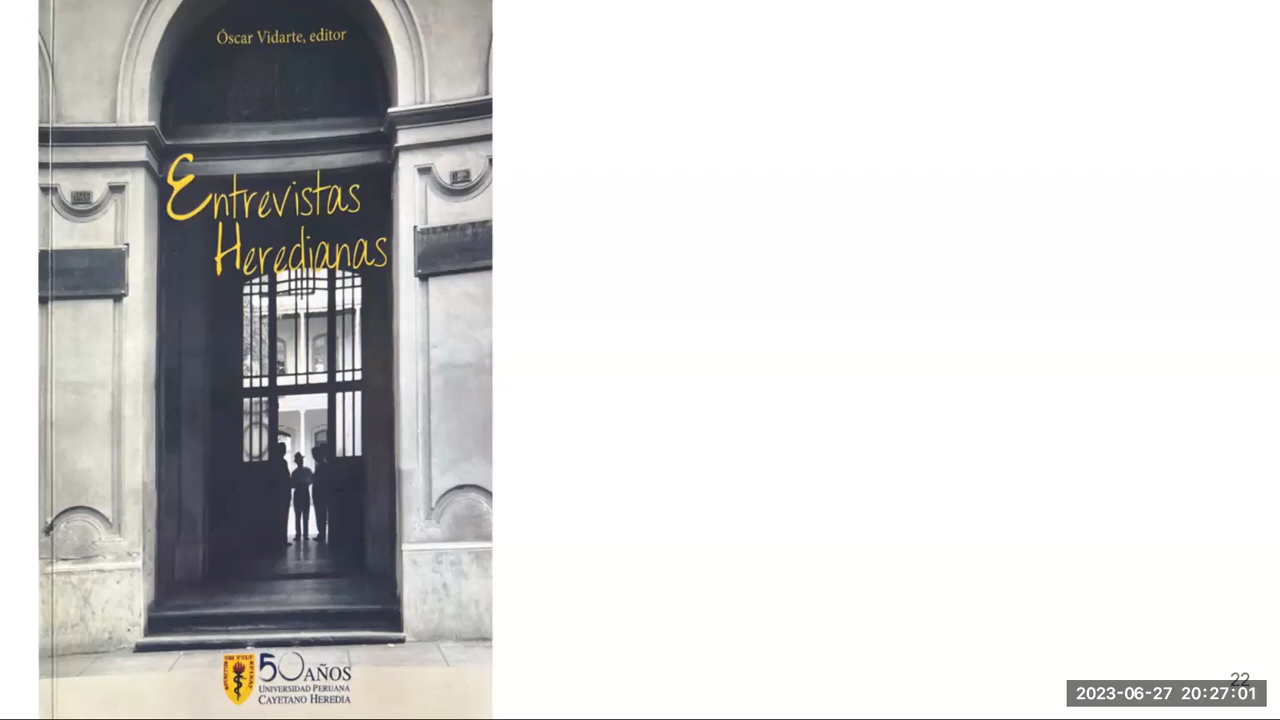 Óscar Vidarte, editor
Entrevistas
Heredianas
50 AÑOS
UNIVERSIDAD PERUANA
CAYETANO HEREDIA
22
2023-06-27 20:27:01